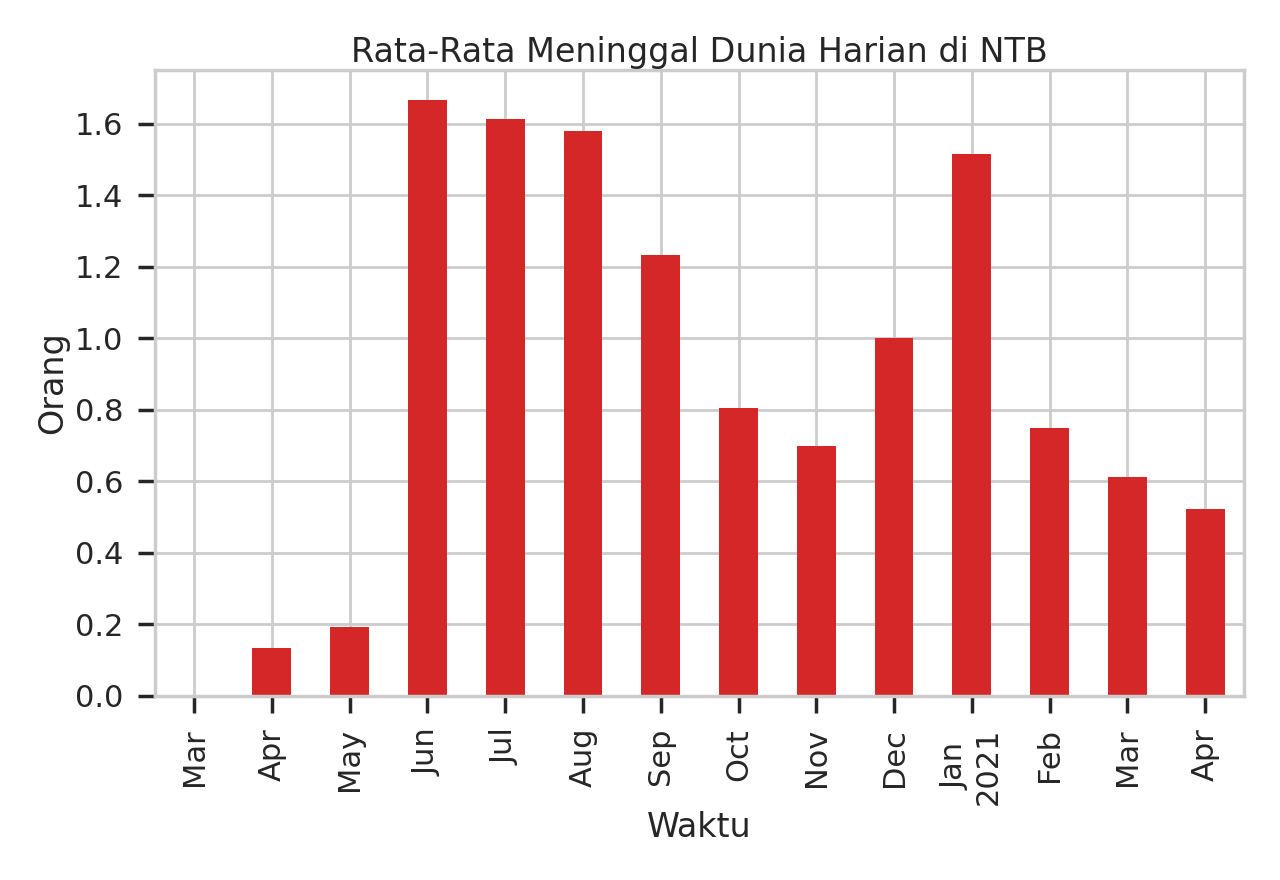 Rata-Rata Meninggal Dunia Harian di NTB
Orang
1.6
1.4
1.2
1.0
0.8
0.6
0.4
0.2
0.0
Mar
Apr
May
Jun
Jul
Aug
Sep
Oct
Nov
Dec
Jan
2021
Feb
Mar
Apr
Waktu